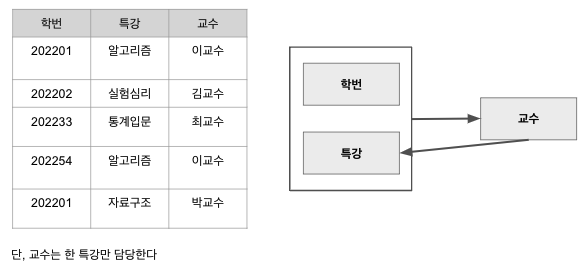 학번 특강 교수
202201 알고리즘 이교수
202202 실험심리 김교수
202233 통계입문 최교수
202254 알고리즘 이교수
202201 자료구조 박교수
단, 교수는 한 특강만 담당한다
학번
특강
교수